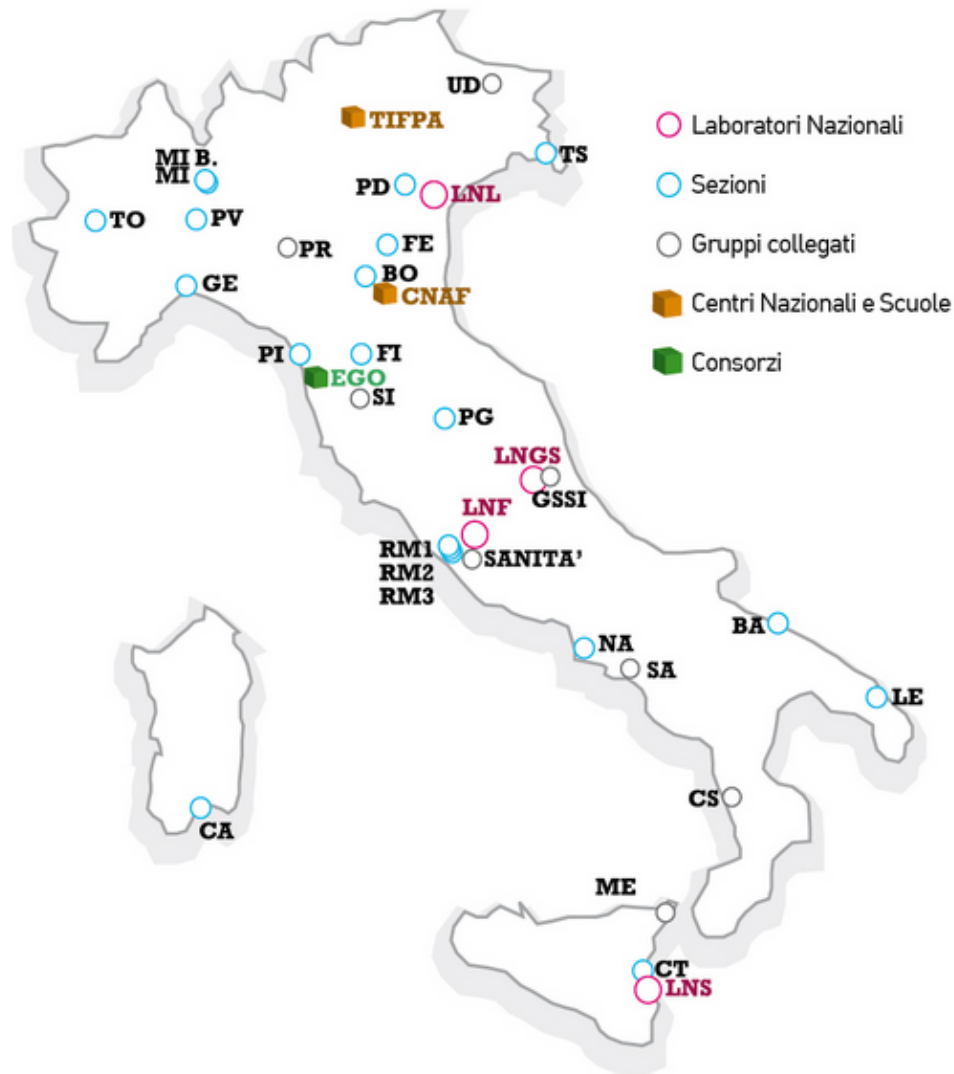 UD
TIFPA
MI B.
MI
TS
PD
LNL
TO
PV
PR
FE
BO
GE
CNAF
PI
FI
EGO
SI
PG
LNGS
GSSI
LNF
RM1
SANITA’
RM2
RM3
BA
NA
SA
LE
CS
CA
ME
CT
LNS
Laboratori Nazionali
Sezioni
Gruppi collegati
Centri Nazionali e Scuole
Consorzi